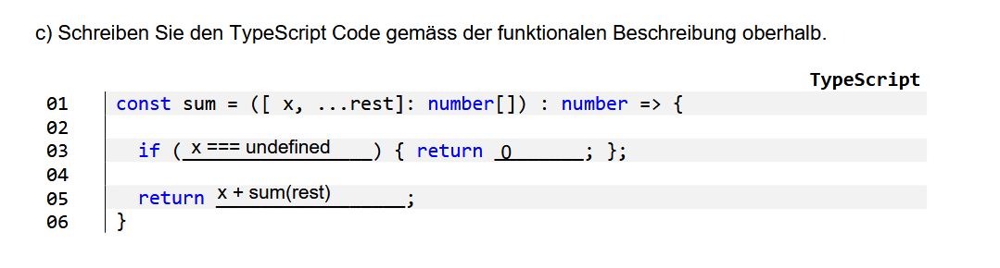 c) Schreiben Sie den TypeScript Code gemäss der funktionalen Beschreibung oberhalb.
TypeScript
01 const sum = ([ x, ...rest]: number[]) : number => {
02
03 if ( x === undefined ) { return 0 ; };
04
05 return x + sum(rest) ;
06 }